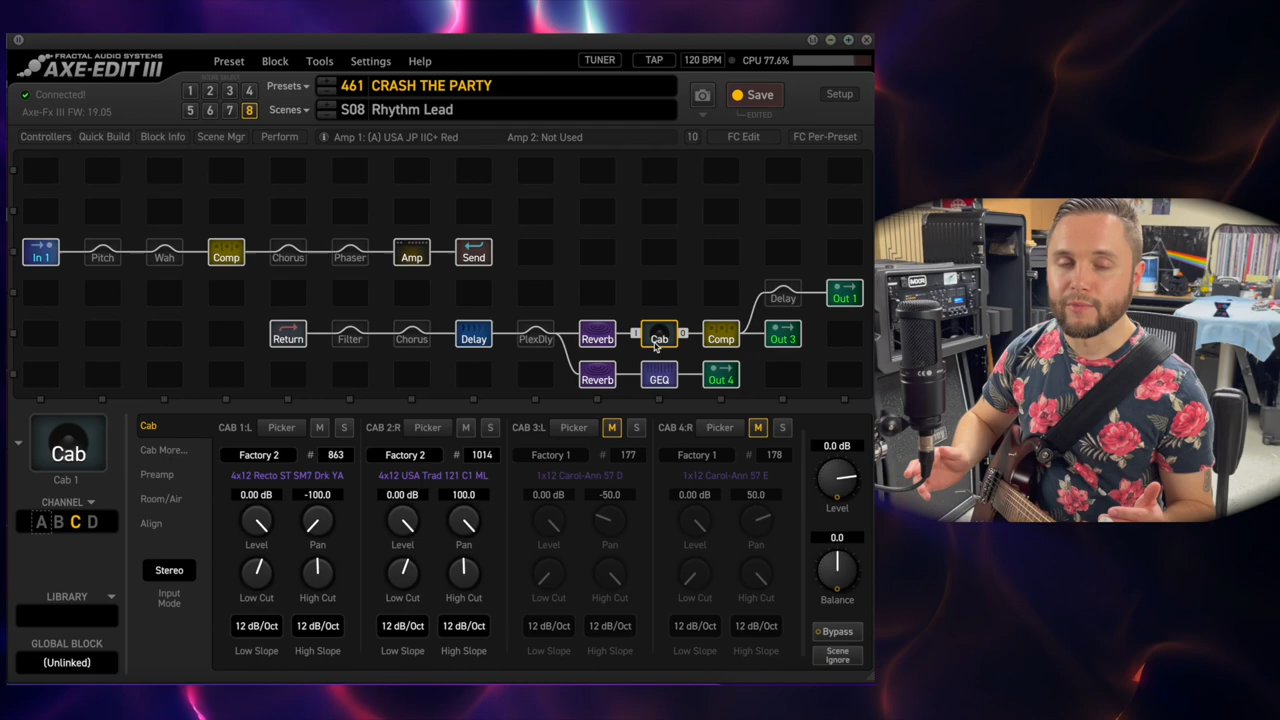 FRACTAL AUDIO SYSTEMS
AXE-EDIT III
Preset Block Tools Settings Help
TUNER TAP 120 BPM CPU 77.6%
SCENE SELECT
1 2 3 4
5 6 7 8
Presets 461 CRASH THE PARTY
Scenes S08 Rhythm Lead
Save
EDITED
Setup
Connected!
Axe-Fx III FW: 19.05
Controllers Quick Build Block Info Scene Mgr Perform
Amp 1: (A) USA JP IIC+ Red Amp 2: Not Used
10 FC Edit FC Per-Preset
In 1 Pitch Wah Comp Chorus Phaser Amp Send
Delay Out 1
Return Filter Chorus Delay PlexDly Reverb I Cab O Comp Out 3
Reverb GEQ Out 4
Cab
Cab 1
CHANNEL
A B C D
LIBRARY
GLOBAL BLOCK
(Unlinked)
Cab
Cab More...
Preamp
Room/Air
Align
Stereo
Input
Mode
CAB 1:L Picker M S CAB 2:R Picker M S CAB 3:L Picker M S CAB 4:R Picker M S
Factory 2 # 863 Factory 2 # 1014 Factory 1 # 177 Factory 1 # 178
4x12 Recto ST SM7 Drk YA 4x12 USA Trad 121 C1 ML 1x12 Carol-Ann 57 D 1x12 Carol-Ann 57 E
0.00 dB -100.0 0.00 dB 100.0 0.00 dB -50.0 0.00 dB 50.0
Level Pan Level Pan Level Pan Level Pan
Low Cut High Cut Low Cut High Cut Low Cut High Cut Low Cut High Cut
12 dB/Oct 12 dB/Oct 12 dB/Oct 12 dB/Oct 12 dB/Oct 12 dB/Oct 12 dB/Oct 12 dB/Oct
Low Slope High Slope Low Slope High Slope Low Slope High Slope Low Slope High Slope
0.0 dB
Level
0.0
Balance
Bypass
Scene
Ignore
MXR